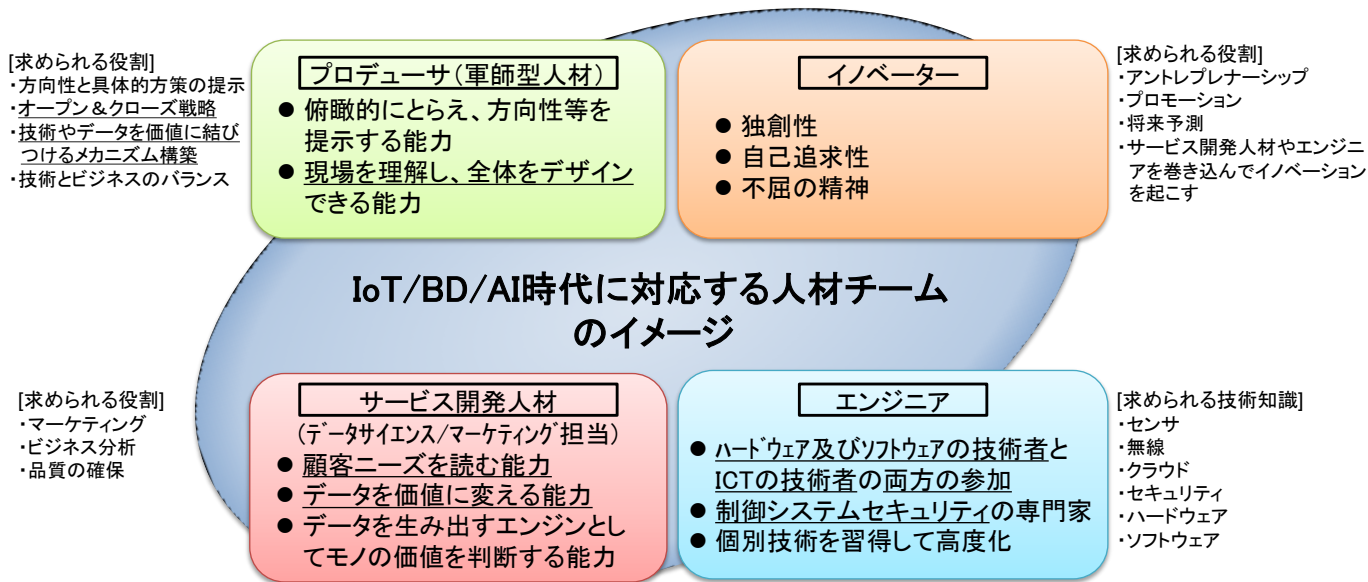 [求められる役割]
・方向性と具体的方策の提示
・オープン&クローズ戦略
・技術やデータを価値に結び
つけるメカニズム構築
・技術とビジネスのバランス
プロデューサ(軍師型人材)
● 俯瞰的にとらえ、方向性等を
提示する能力
● 現場を理解し、全体をデザイン
できる能力
イノベーター
● 独創性
● 自己追求性
● 不屈の精神
[求められる役割]
・アントレプレナーシップ
・プロモーション
・将来予測
・サービス開発人材やエンジニ
アを巻き込んでイノベーション
を起こす
IoT/BD/AI時代に対応する人材チーム
のイメージ
[求められる役割]
・マーケティング
・ビジネス分析
・品質の確保
サービス開発人材
(データサイエンス/マーケティング担当)
● 顧客ニーズを読む能力
● データを価値に変える能力
● データを生み出すエンジンとし
てモノの価値を判断する能力
エンジニア
● ハードウェア及びソフトウェアの技術者と
ICTの技術者の両方の参加
● 制御システムセキュリティの専門家
● 個別技術を習得して高度化
[求められる技術知識]
・センサ
・無線
・クラウド
・セキュリティ
・ハードウェア
・ソフトウェア